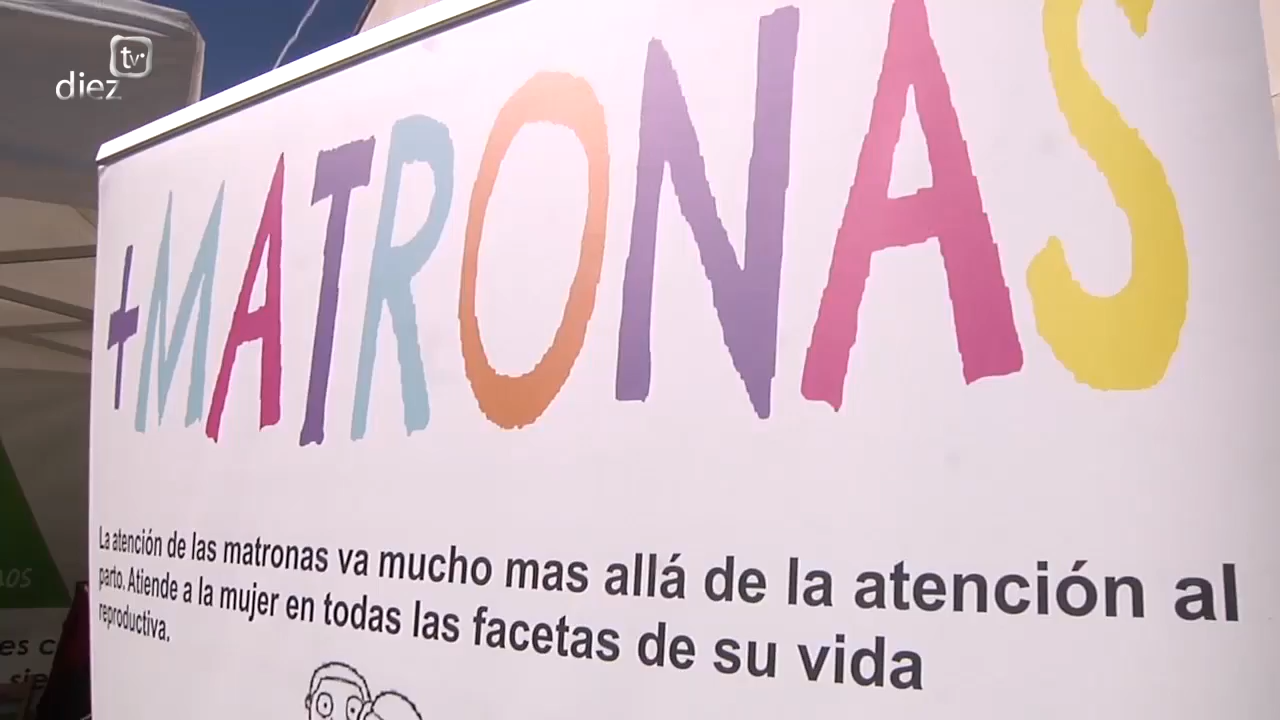 tv
diez
+MATRONAS
La atención de las matronas va mucho mas allá de la atención al
parto. Atiende a la mujer en todas las facetas de su vida
reproductiva.